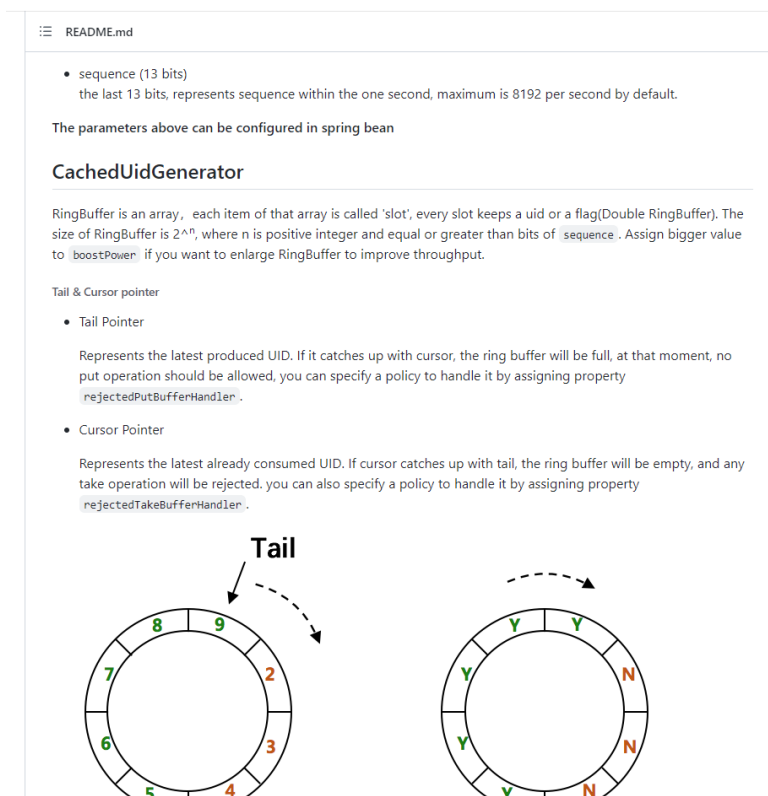 README.md
sequence (13 bits)
the last 13 bits, represents sequence within the one second, maximum is 8192 per second by default.
The parameters above can be configured in spring bean
CachedUidGenerator
RingBuffer is an array，each item of that array is called 'slot', every slot keeps a uid or a flag(Double RingBuffer). The
size of RingBuffer is 2^n, where n is positive integer and equal or greater than bits of sequence . Assign bigger value
to boostPower if you want to enlarge RingBuffer to improve throughput.
Tail & Cursor pointer
Tail Pointer
Represents the latest produced UID. If it catches up with cursor, the ring buffer will be full, at that moment, no
put operation should be allowed, you can specify a policy to handle it by assigning property
rejectedPutBufferHandler .
Cursor Pointer
Represents the latest already consumed UID. If cursor catches up with tail, the ring buffer will be empty, and any
take operation will be rejected. you can also specify a policy to handle it by assigning property
rejectedTakeBufferHandler .
Tail
8 9 Y Y
7 2 Y N
6 3 Y N
5 4 Y N